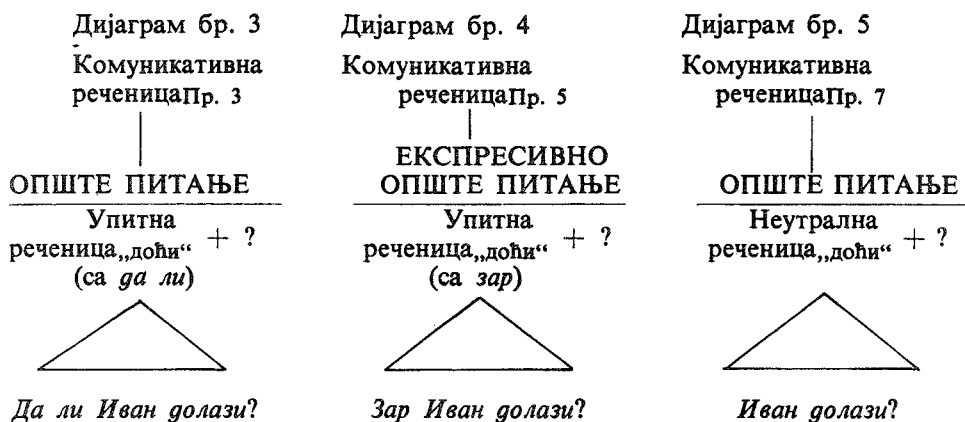 Дијаграм бр. 3
Комуникативна
реченицаПр. 3
ОПШТЕ ПИТАЊЕ
Упитна
реченица„доћи“ + ?
(са да ли)
Да ли Иван долази?
Дијаграм бр. 4
Комуникативна
реченицаПр. 5
ЕКСПРЕСИВНО
ОПШТЕ ПИТАЊЕ
Упитна
реченица„доћи“ + ?
(са зар)
Зар Иван долази?
Дијаграм бр. 5
Комуникативна
реченицаПр. 7
ОПШТЕ ПИТАЊЕ
Неутрална
реченица„доћи“ + ?
Иван долази?